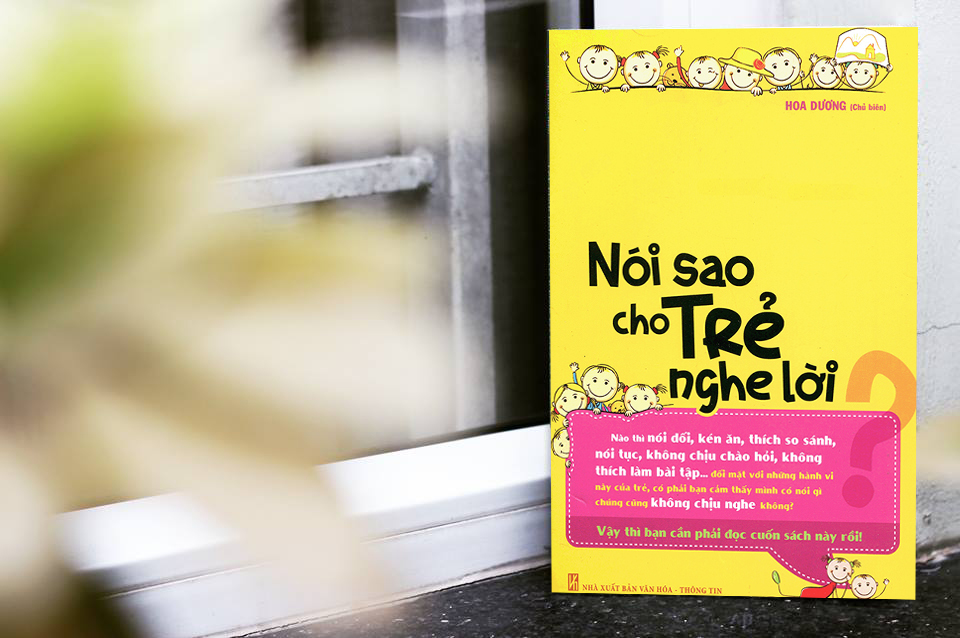 HOA DƯƠNG (Chủ biên)
Nói sao
cho TRẺ
nghe lời
?
Nào thì nói dối, kén ăn, thích so sánh,
nói tục, không chịu chào hỏi, không
thích làm bài tập... đối mặt với những hành vi
này của trẻ, có phải bạn cảm thấy mình có nói gì
chúng cũng không chịu nghe không?
Vậy thì bạn cần phải đọc cuốn sách này rồi!
NHÀ XUẤT BẢN VĂN HÓA - THÔNG TIN